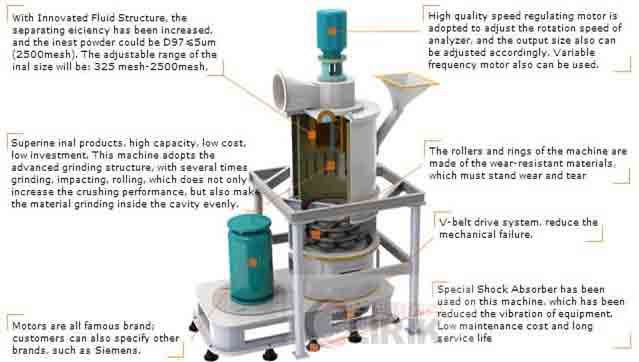 With Innovated Fluid Structure, the
separating eiciency has been increased,
and the inest powder could be D97≤5um
(2500mesh). The adjustable range of the
inal size will be: 325 mesh-2500mesh.
High quality speed regulating motor is
adopted to adjust the rotation speed of
analyzer, and the output size also can
be adjusted accordingly. Variable
frequency motor also can be used.
Superine inal products, high capacity, low cost,
low investment. This machine adopts the
advanced grinding structure, with several times
grinding, impacting, rolling, which does not only
increase the crushing performance, but also make
the material grinding inside the cavity evenly.
The rollers and rings of the machine are
made of the wear-resistant materials,
which must stand wear and tear
V-belt drive system, reduce the
mechanical failure.
Special Shock Absorber has been
used on this machine, which has been
reduced the vibration of equipment.
Low maintenance cost and long
service life
Motors are all famous brand;
customers can also specify other
brands, such as Siemens.